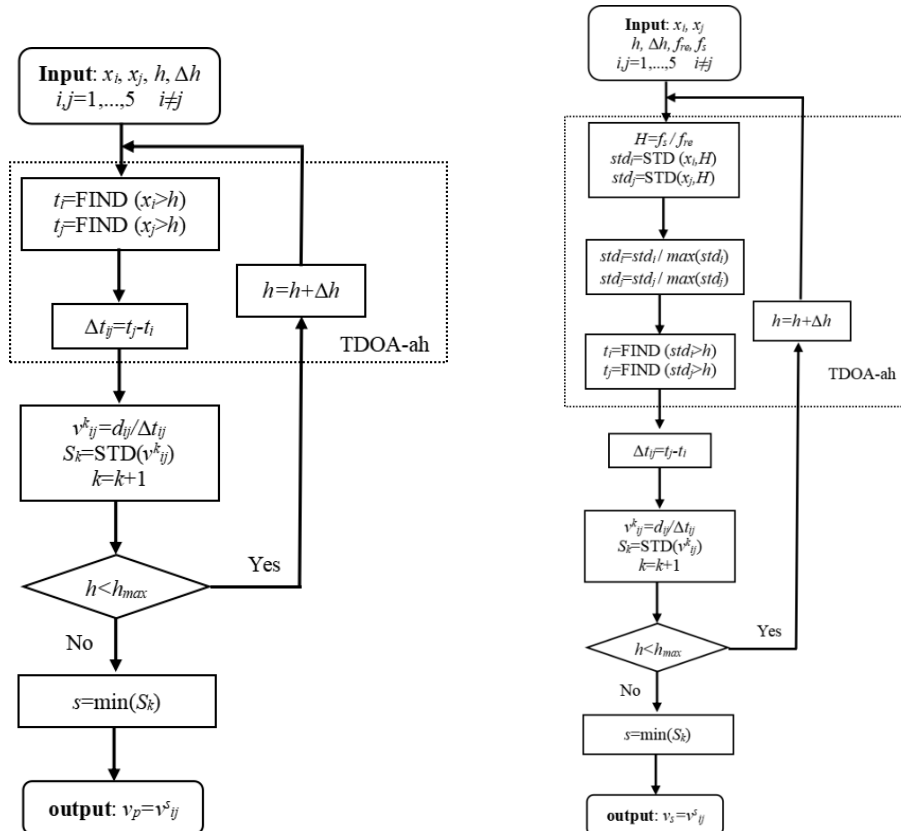 Input: xi, xj, h, Δh
i,j=1,...,5 i≠j
ti=FIND (xi>h)
tj=FIND (xj>h)
h=h+Δh
Δtij=tj-ti
TDOA-ah
vkij=dij/Δtij
Sk=STD(vkij)
k=k+1
Yes
h<hmax
No
s=min(Sk)
output: vp=vsij
Input: xi, xj
h, Δh, fre, fs
i,j=1,...,5 i≠j
H=fs/fre
stdi=STD (xi,H)
stdj=STD(xj,H)
stdi=stdi / max(stdi)
stdj=stdj / max(stdj)
h=h+Δh
ti=FIND (stdi>h)
tj=FIND (stdj>h)
TDOA-ah
Δtij=tj-ti
vkij=dij/Δtij
Sk=STD(vkij)
k=k+1
Yes
h<hmax
No
s=min(Sk)
output: vs=vsij